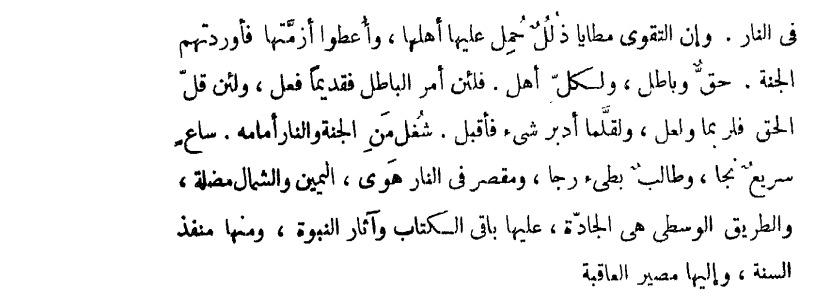 فى النار . وإن التقوى مطايا ذُلُلٌ حُمِل عليها أهلها ، وأُعطوا أزمَّتها فأوردتهم
الجنة . حقٌّ وباطل ، ولكلّ أهل . فلئن أمر الباطل فقديمًا فعل ، ولئن قلّ
الحق فلربما ولعل ، ولقلَّما أدبر شىء فأقبل . شُغل مَنِ الجنة والنار أمامه . ساعٍ
سريعٌ نجا ، وطالبٌ بطىء رجا ، ومقصر فى النار هَوى ، اليمين والشمال مضلة ،
والطريق الوسطى هى الجادّة ، عليها باقى الكتاب وآثار النبوة ، ومنها منفذ
السنة ، وإليها مصير العاقبة